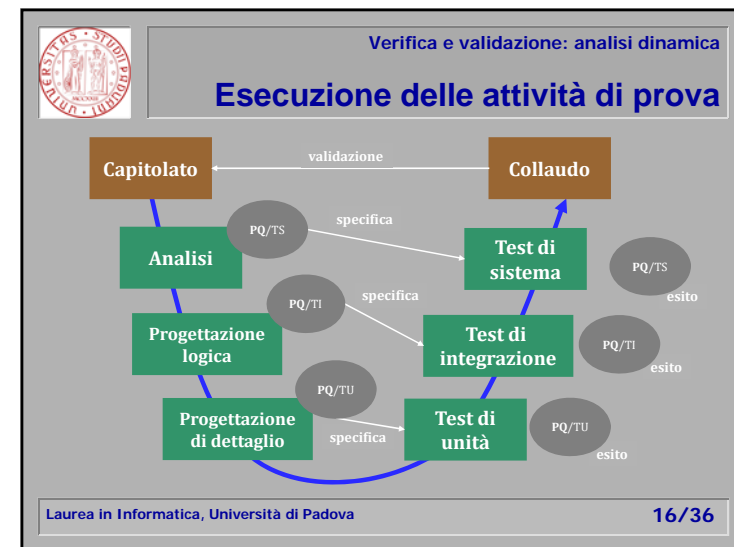 Verifica e validazione: analisi dinamica
Esecuzione delle attività di prova
Capitolato
validazione
Collaudo
PQ/TS
specifica
Analisi
Test di
sistema
PQ/TS
esito
PQ/TI
specifica
Progettazione
logica
Test di
integrazione
PQ/TI
esito
PQ/TU
Progettazione
di dettaglio
specifica
Test di
unità
PQ/TU
esito
Laurea in Informatica, Università di Padova
16/36